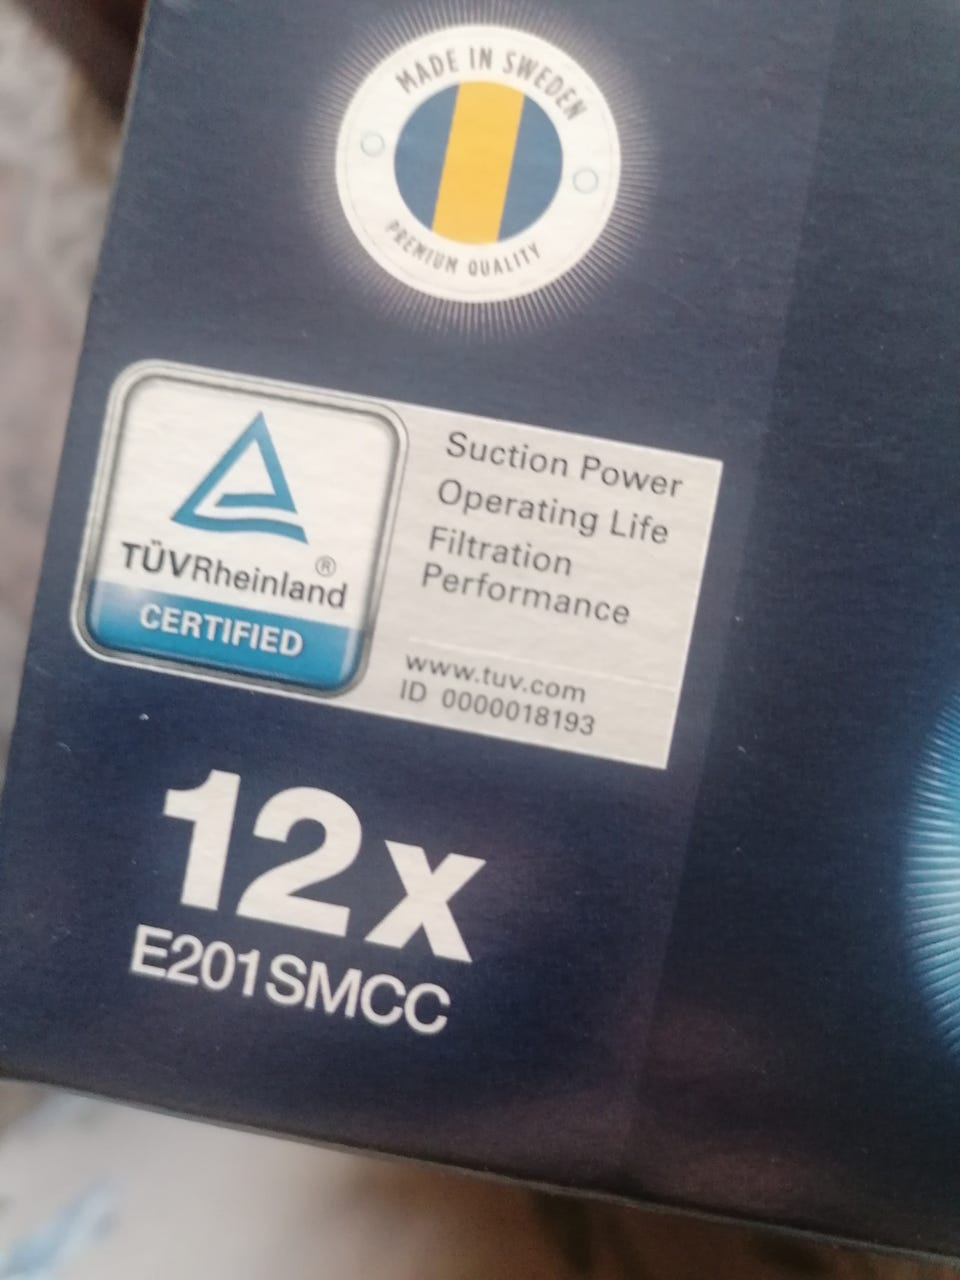 MADE IN SWEDEN
PREMIUM QUALITY
TÜVRheinland®
CERTIFIED
Suction Power
Operating Life
Filtration
Performance
www.tuv.com
ID 0000018193
12x
E201SMCC